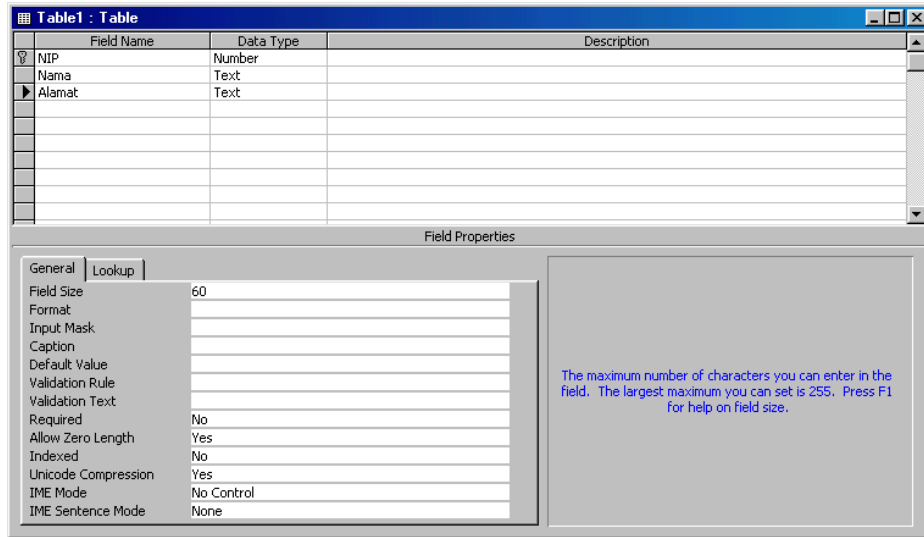 Table1 : Table
Field Name Data Type Description
NIP Number
Nama Text
Alamat Text
Field Properties
General Lookup
Field Size 60
Format
Input Mask
Caption
Default Value
Validation Rule
Validation Text
Required No
Allow Zero Length Yes
Indexed No
Unicode Compression Yes
IME Mode No Control
IME Sentence Mode None
The maximum number of characters you can enter in the
field. The largest maximum you can set is 255. Press F1
for help on field size.